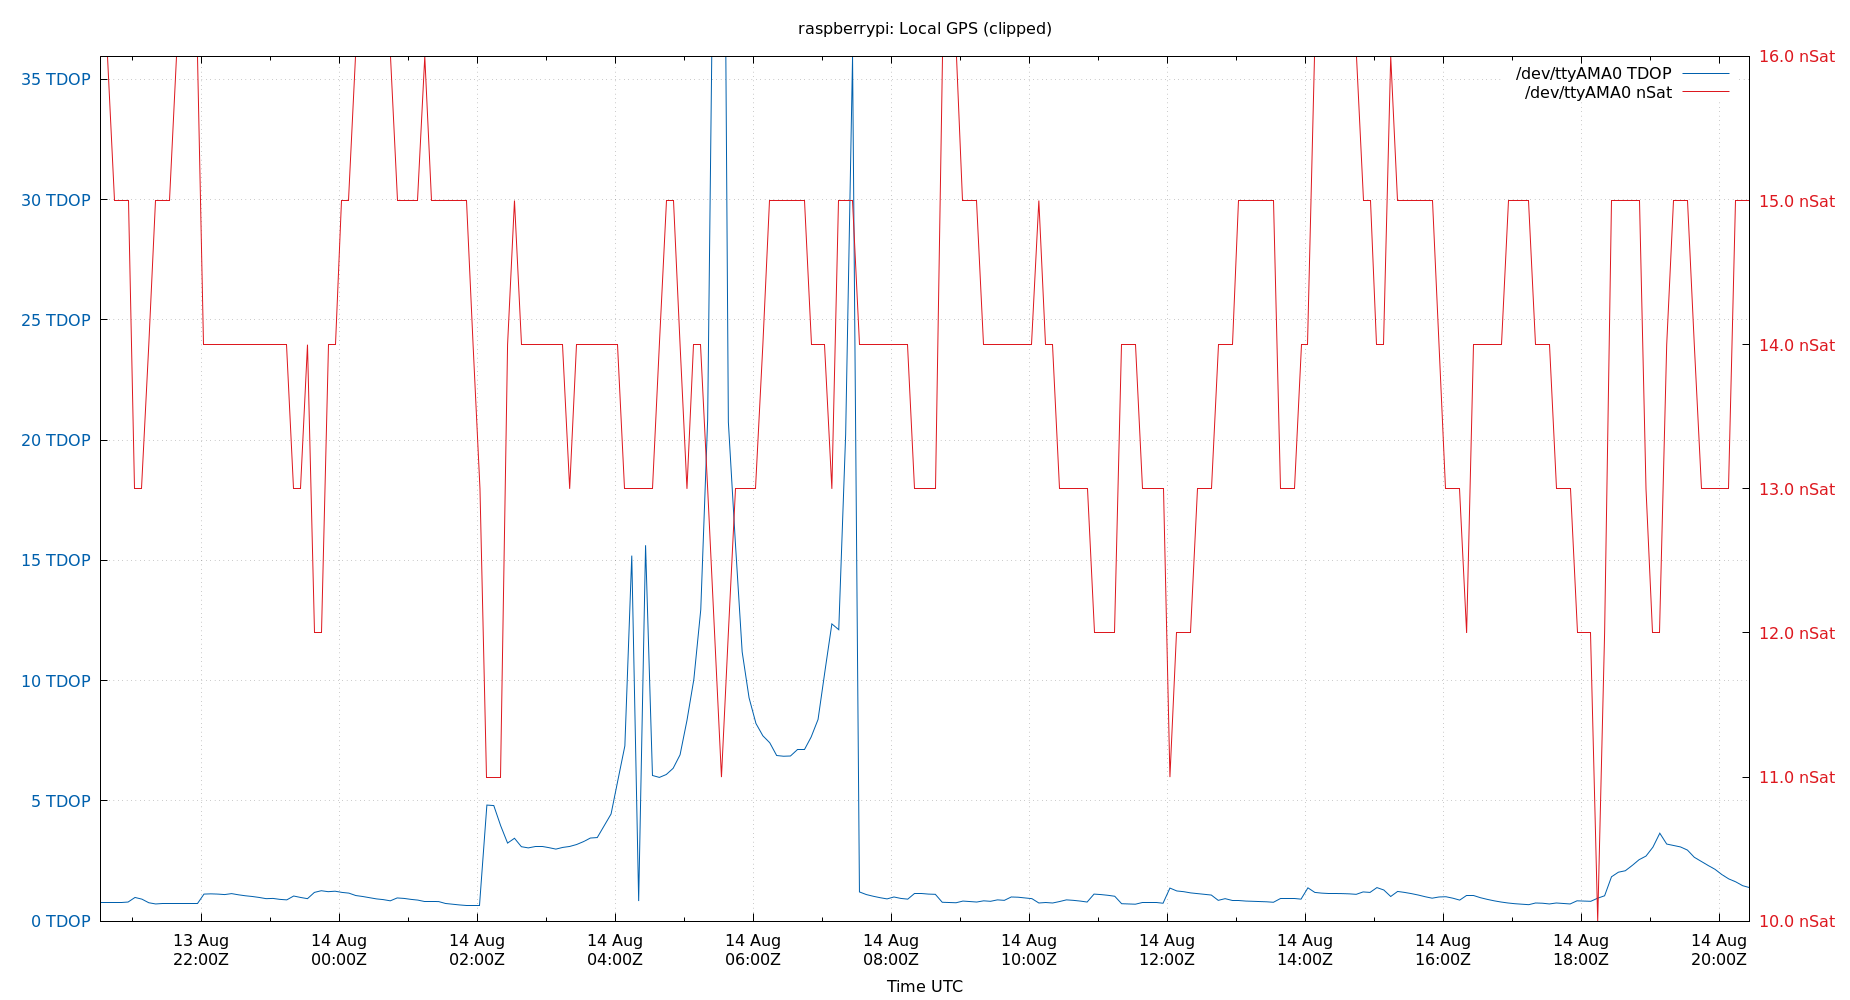 raspberrypi: Local GPS (clipped)
/dev/ttyAMA0 TDOP
/dev/ttyAMA0 nSat
35 TDOP
30 TDOP
25 TDOP
20 TDOP
15 TDOP
10 TDOP
5 TDOP
0 TDOP
16.0 nSat
15.0 nSat
14.0 nSat
13.0 nSat
12.0 nSat
11.0 nSat
10.0 nSat
13 Aug
22:00Z
14 Aug
00:00Z
14 Aug
02:00Z
14 Aug
04:00Z
14 Aug
06:00Z
14 Aug
08:00Z
14 Aug
10:00Z
14 Aug
12:00Z
14 Aug
14:00Z
14 Aug
16:00Z
14 Aug
18:00Z
14 Aug
20:00Z
Time UTC